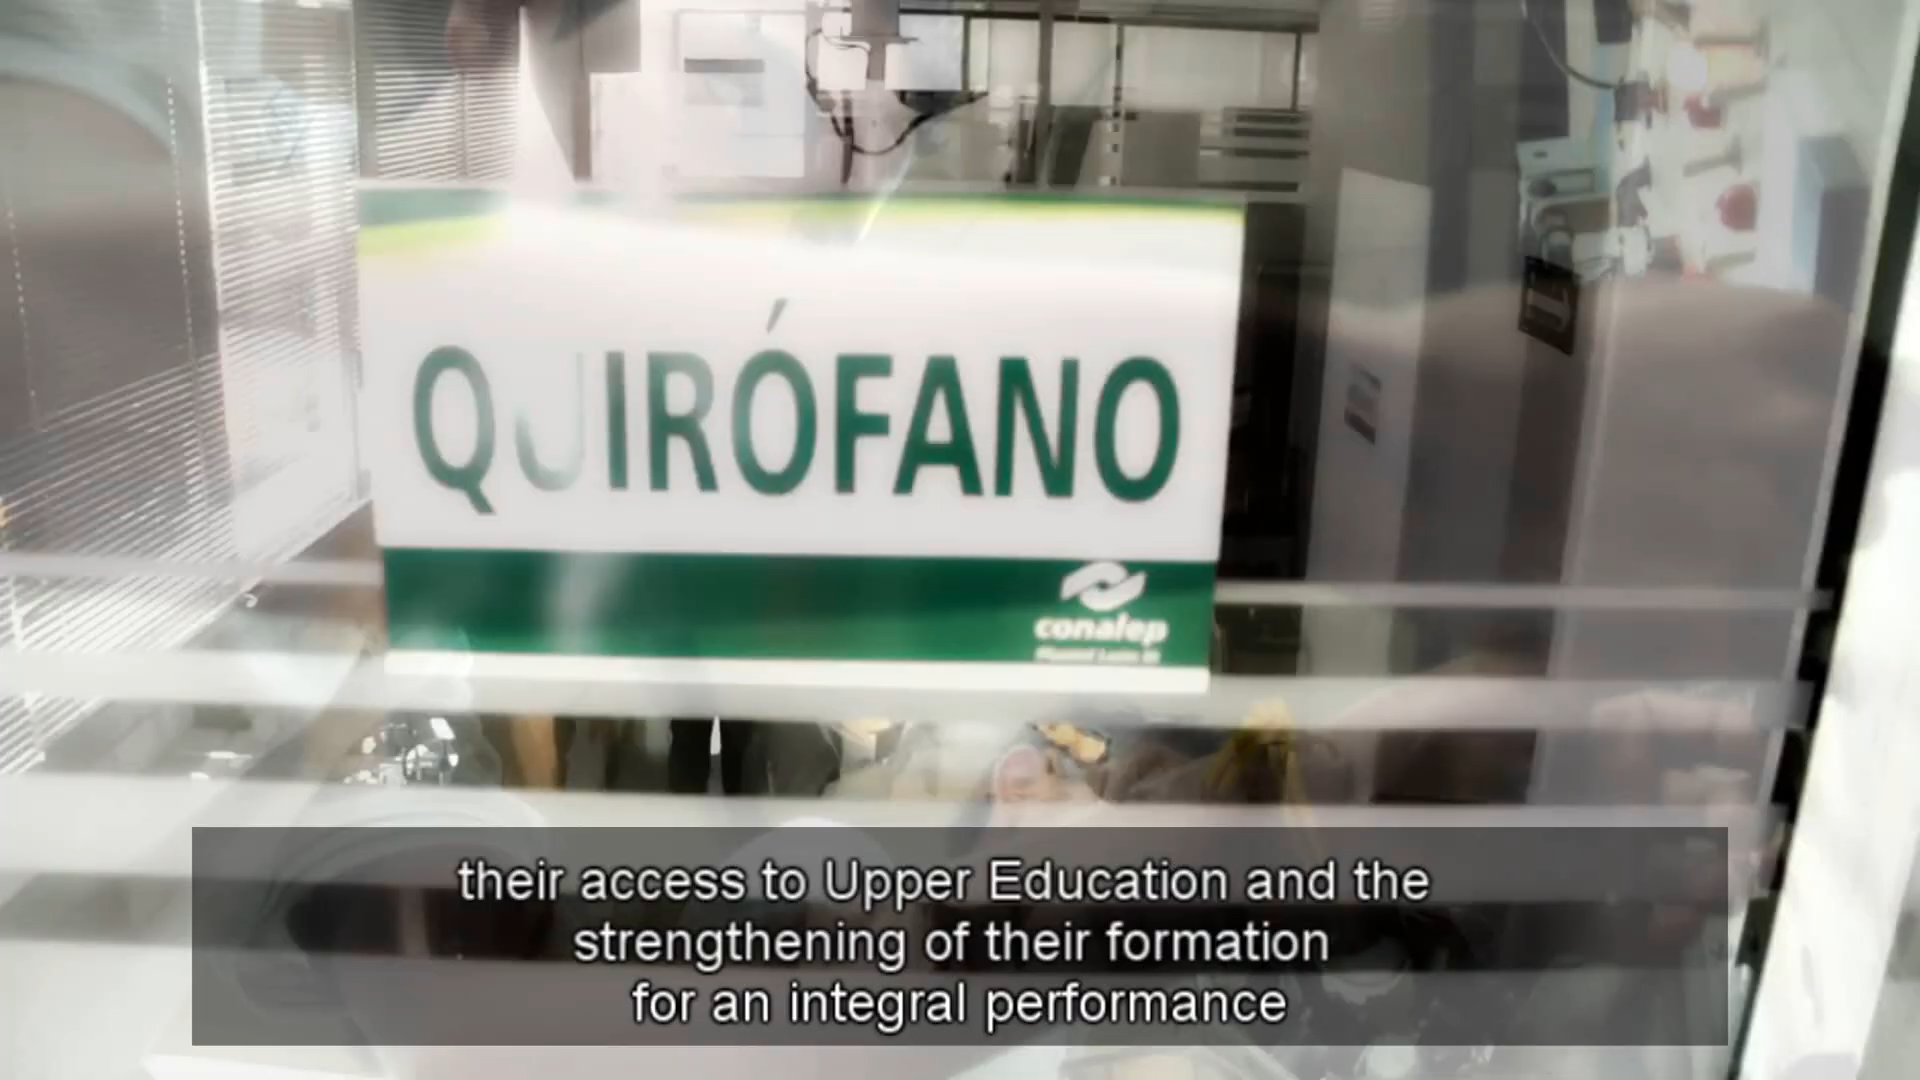 QUIRÓFANO
conalep
their access to Upper Education and the
strengthening of their formation
for an integral performance